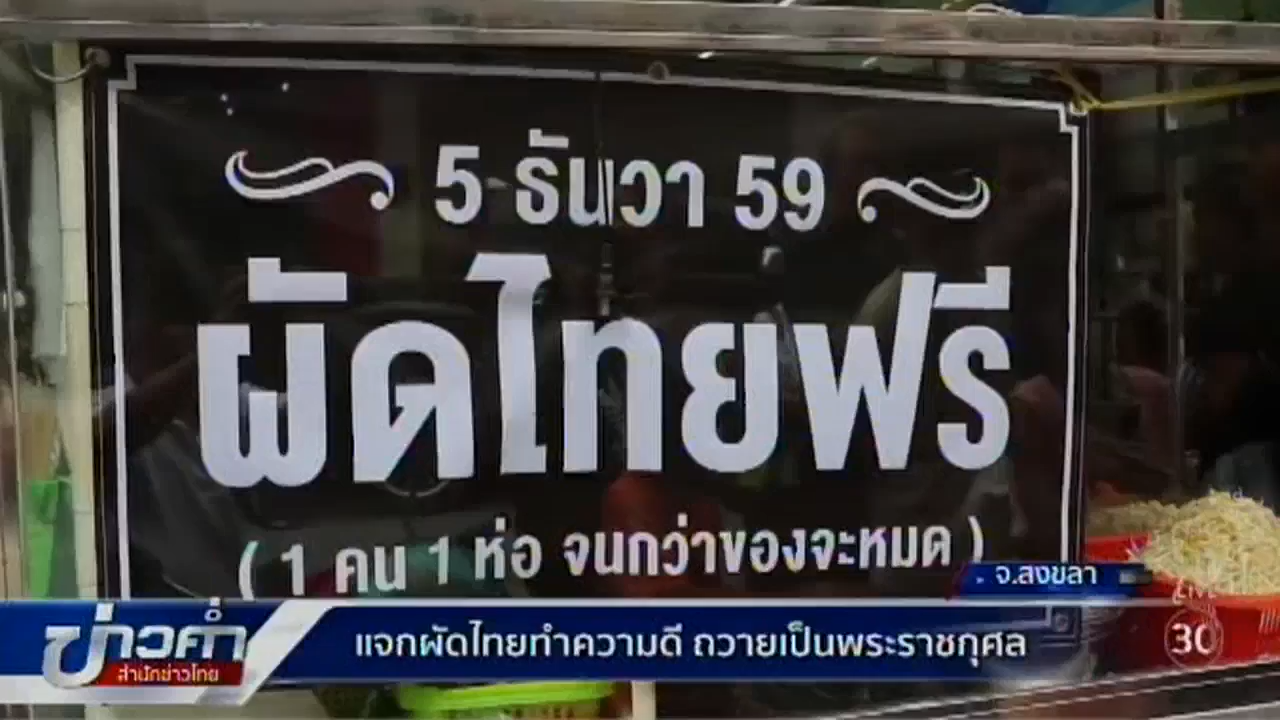 5 ธันวา 59
ผัดไทยฟรี
( 1 คน 1 ห่อ จนกว่าของจะหมด )
จ.สงขลา
LIVE
30
ข่าวค่ำ
สำนักข่าวไทย
แจกผัดไทยทำความดี ถวายเป็นพระราชกุศล